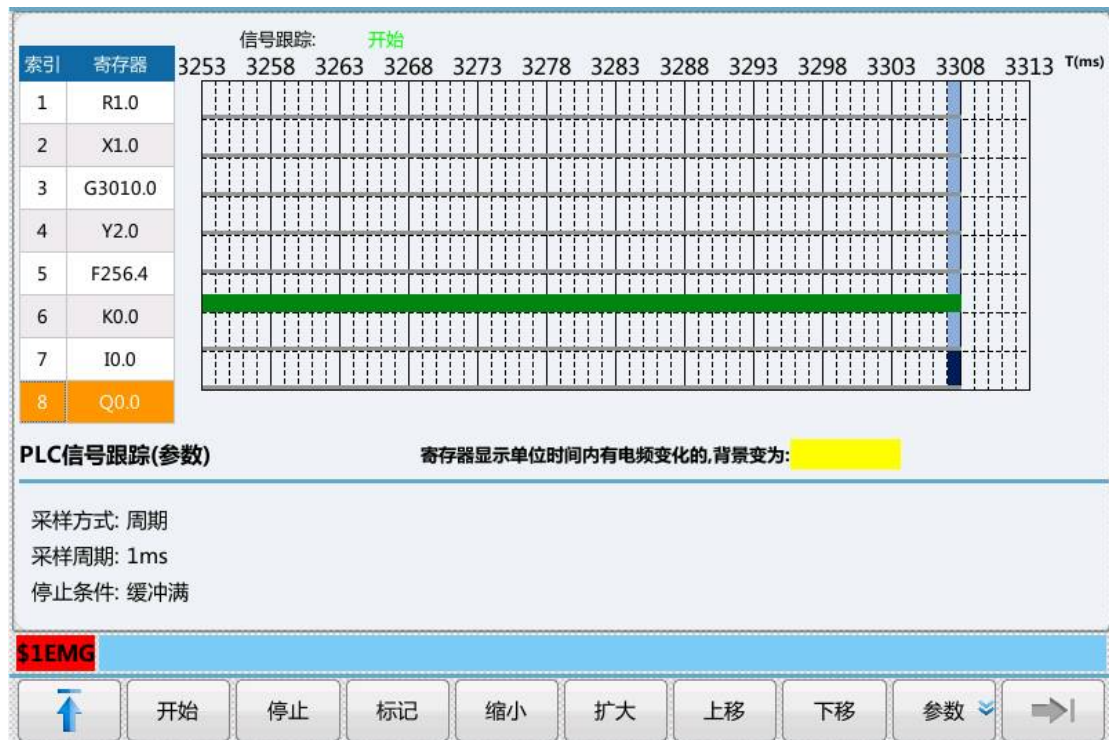 信号跟踪: 开始
索引 寄存器 3253 3258 3263 3268 3273 3278 3283 3288 3293 3298 3303 3308 3313 T(ms)
1 R1.0
2 X1.0
3 G3010.0
4 Y2.0
5 F256.4
6 K0.0
7 I0.0
8 Q0.0
PLC信号跟踪(参数) 寄存器显示单位时间内有电频变化的,背景变为:
采样方式: 周期
采样周期: 1ms
停止条件: 缓冲满
$1EMG
开始 停止 标记 缩小 扩大 上移 下移 参数